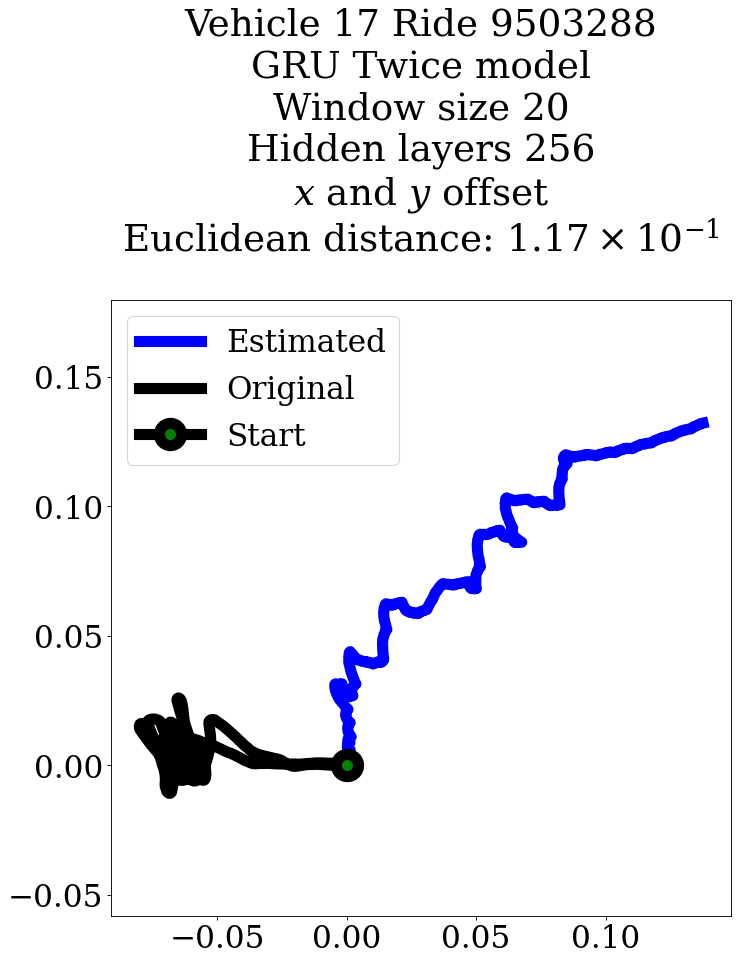 Vehicle 17 Ride 9503288
GRU Twice model
Window size 20
Hidden layers 256
x and y offset
Euclidean distance: 1.17 × 10⁻¹
Estimated
Original
Start
0.15
0.10
0.05
0.00
−0.05
−0.05 0.00 0.05 0.10